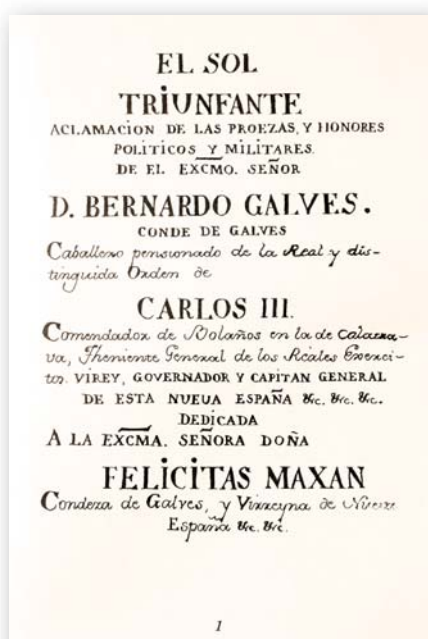 EL SOL
TRIUNFANTE
ACLAMACION DE LAS PROEZAS, Y HONORES
POLITICOS Y MILITARES.
DE EL EXCMO. SEÑOR
D. BERNARDO GALVES.
CONDE DE GALVES
Caballero pensionado de la Real y dis-
tinguida Orden de
CARLOS III.
Comendador de Bolaños en la de Calatra-
va, Theniente General de los Reales Exerci-
tos. VIREY, GOVERNADOR Y CAPITAN GENERAL
DE ESTA NUEUA ESPAÑA &c. &c. &c.
DEDICADA
A LA EXCMA. SEÑORA DOÑA
FELICITAS MAXAN
Condeza de Galves, y Virreyna de Nueva
España &c. &c.
1